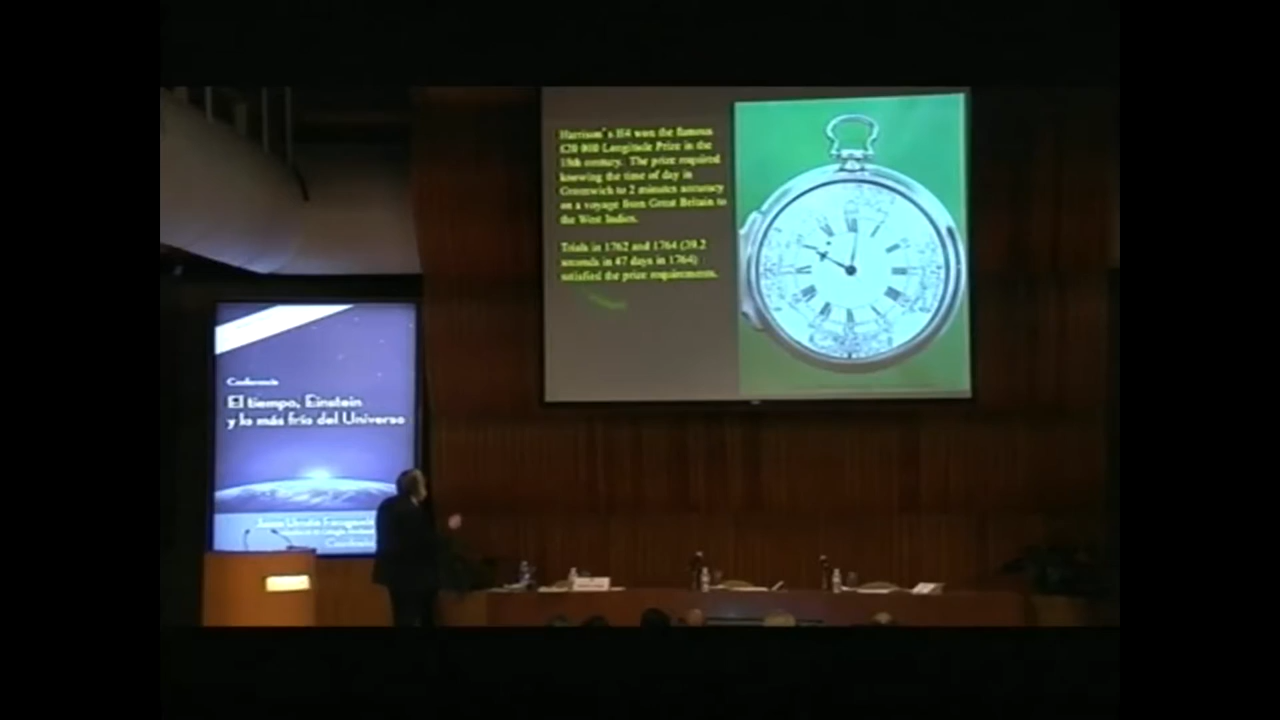 Harrison's H4 won the famous
£20 000 Longitude Prize in the
18th century. The prize required
knowing the time of day in
Greenwich to 2 minutes accuracy
on a voyage from Great Britain to
the West Indies.
Trials in 1762 and 1764 (39.2
seconds in 47 days in 1764)
satisfied the prize requirements.
Conferencia
El tiempo, Einstein
y lo más frío del Universo